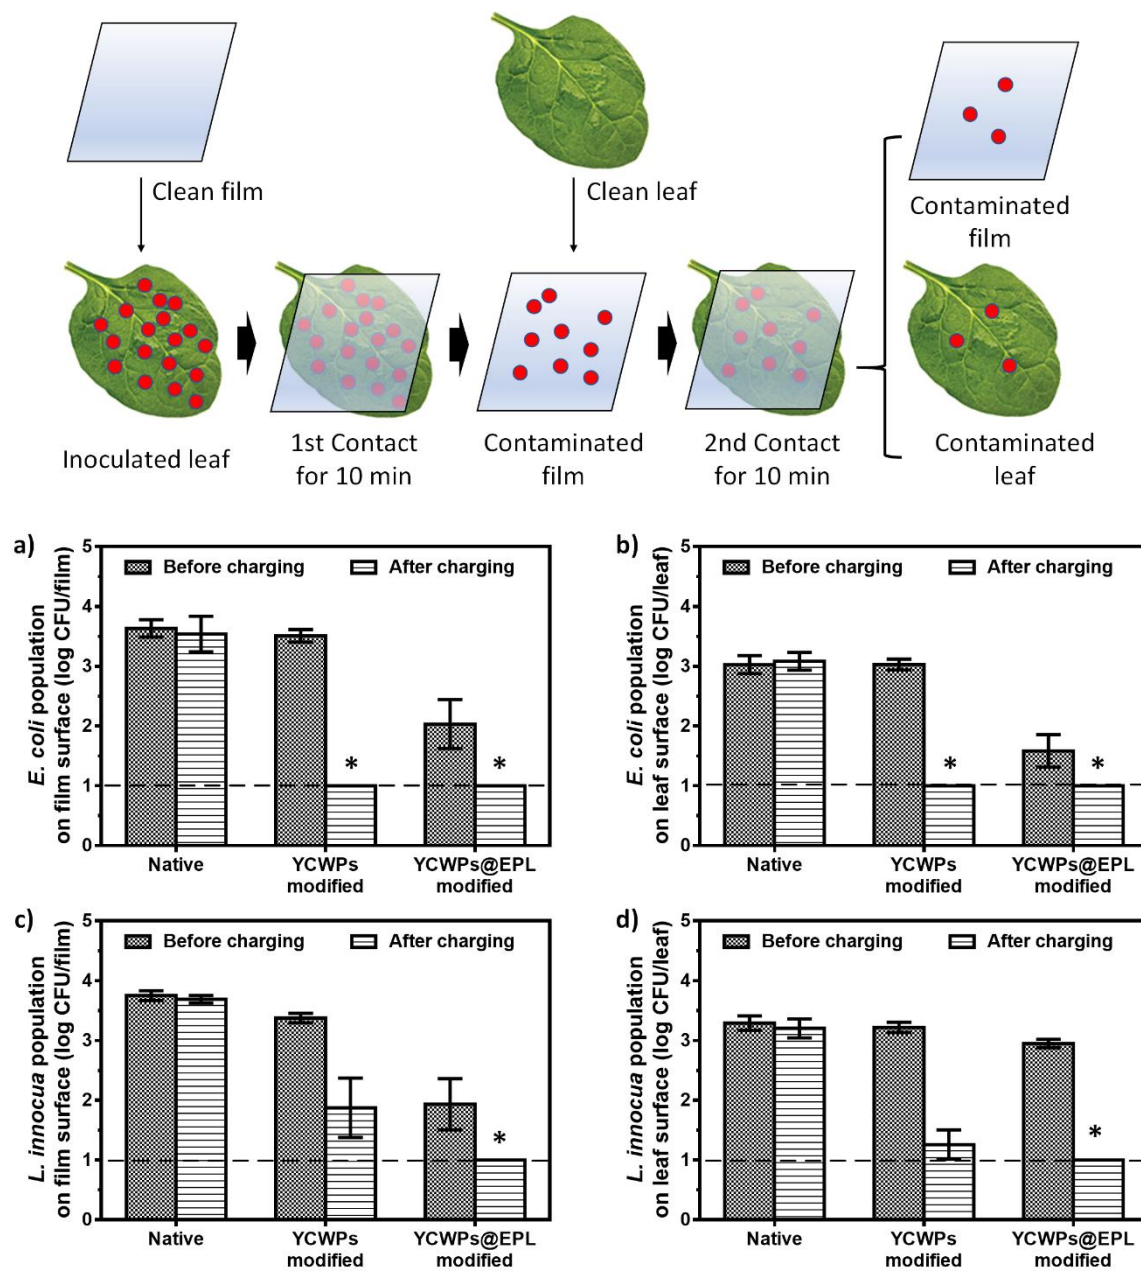 Clean film
Clean leaf
Contaminated
film
Inoculated leaf
1st Contact
for 10 min
Contaminated
film
2nd Contact
for 10 min
Contaminated
leaf
a)
E. coli population
on film surface (log CFU/film)
5
4
3
2
1
0
Before charging
After charging
*
*
Native
YCWPs
modified
YCWPs@EPL
modified
b)
E. coli population
on leaf surface (log CFU/leaf)
5
4
3
2
1
0
Before charging
After charging
*
*
Native
YCWPs
modified
YCWPs@EPL
modified
c)
L. innocua population
on film surface (log CFU/film)
5
4
3
2
1
0
Before charging
After charging
*
Native
YCWPs
modified
YCWPs@EPL
modified
d)
L. innocua population
on leaf surface (log CFU/leaf)
5
4
3
2
1
0
Before charging
After charging
*
Native
YCWPs
modified
YCWPs@EPL
modified